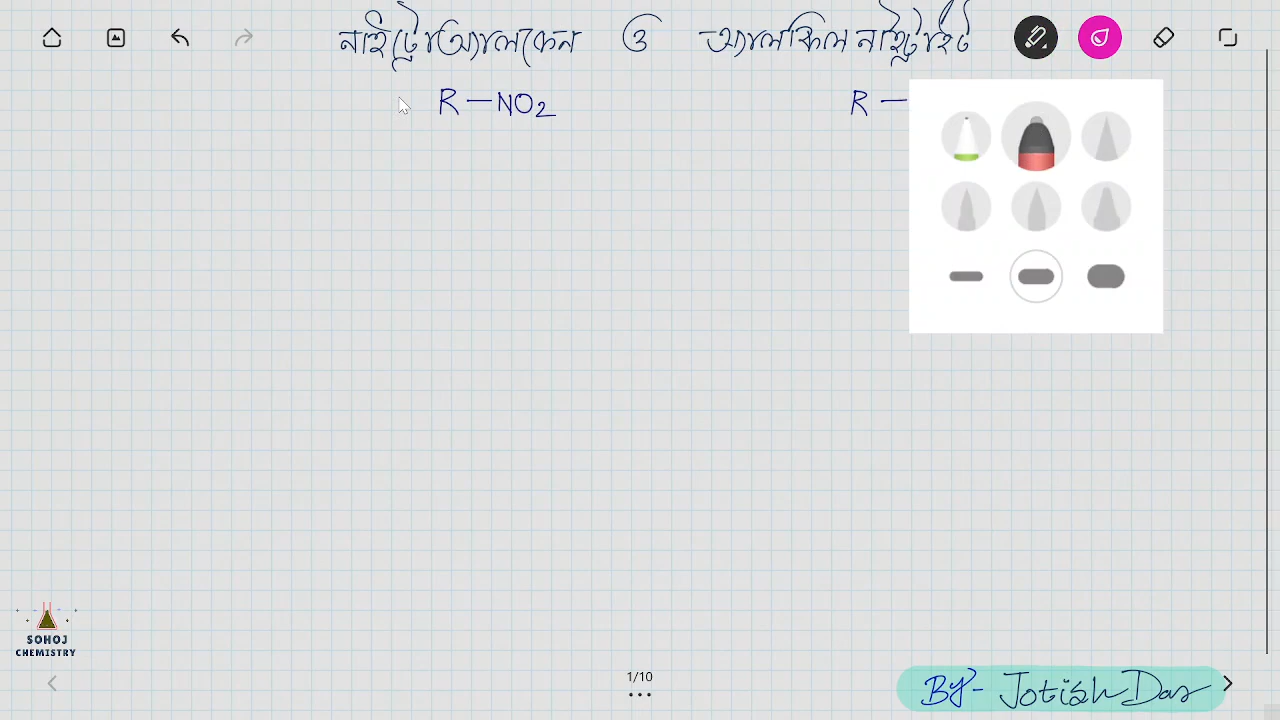 নাইট্রোঅ্যালকেন ও অ্যালকিল নাইট্রাইট
R—NO2 R—
SOHOJ
CHEMISTRY
1/10
BY- Jotish Das